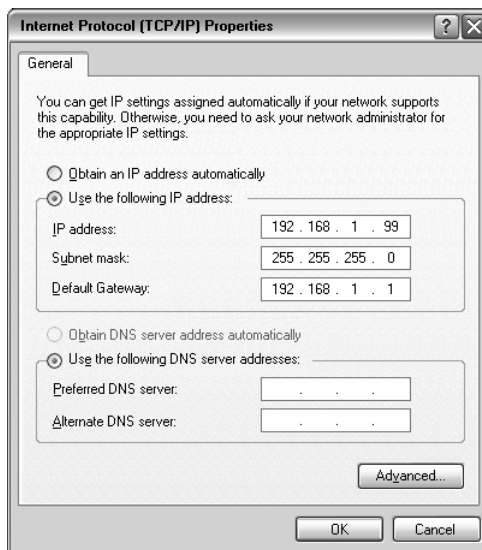 Internet Protocol (TCP/IP) Properties
General
You can get IP settings assigned automatically if your network supports
this capability. Otherwise, you need to ask your network administrator for
the appropriate IP settings.
Obtain an IP address automatically
Use the following IP address:
IP address: 192 . 168 . 1 . 99
Subnet mask: 255 . 255 . 255 . 0
Default Gateway: 192 . 168 . 1 . 1
Obtain DNS server address automatically
Use the following DNS server addresses:
Preferred DNS server: . . .
Alternate DNS server: . . .
Advanced...
OK Cancel